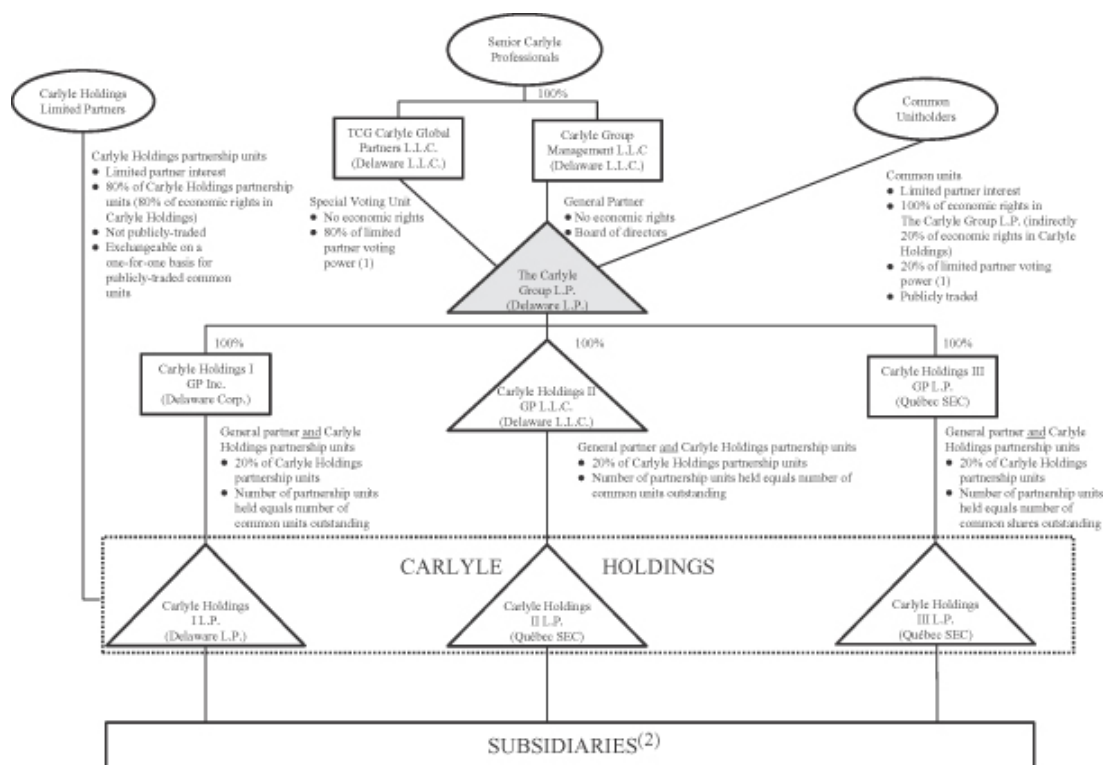 Senior Carlyle
Professionals
Carlyle Holdings
Limited Partners
Common
Unitholders
100%
TCG Carlyle Global
Partners L.L.C.
(Delaware L.L.C.)
Carlyle Group
Management L.L.C
(Delaware L.L.C.)
Carlyle Holdings partnership units
● Limited partner interest
● 80% of Carlyle Holdings partnership
units (80% of economic rights in
Carlyle Holdings)
● Not publicly-traded
● Exchangeable on a
one-for-one basis for
publicly-traded common
units
Special Voting Unit
● No economic rights
● 80% of limited
partner voting
power (1)
General Partner
● No economic rights
● Board of directors
Common units
● Limited partner interest
● 100% of economic rights in
The Carlyle Group L.P. (indirectly
20% of economic rights in Carlyle
Holdings)
● 20% of limited partner voting
power (1)
● Publicly traded
The Carlyle
Group L.P.
(Delaware L.P.)
100%
100%
100%
Carlyle Holdings I
GP Inc.
(Delaware Corp.)
Carlyle Holdings II
GP L.L.C.
(Delaware L.L.C.)
Carlyle Holdings III
GP L.P.
(Québec SEC)
General partner and Carlyle
Holdings partnership units
● 20% of Carlyle Holdings
partnership units
● Number of partnership units
held equals number of
common units outstanding
General partner and Carlyle Holdings partnership units
● 20% of Carlyle Holdings partnership units
● Number of partnership units held equals number of
common units outstanding
General partner and Carlyle
Holdings partnership units
● 20% of Carlyle Holdings
partnership units
● Number of partnership units
held equals number of
common shares outstanding
CARLYLE HOLDINGS
Carlyle Holdings
I L.P.
(Delaware L.P.)
Carlyle Holdings
II L.P.
(Québec SEC)
Carlyle Holdings
III L.P.
(Québec SEC)
SUBSIDIARIES(2)